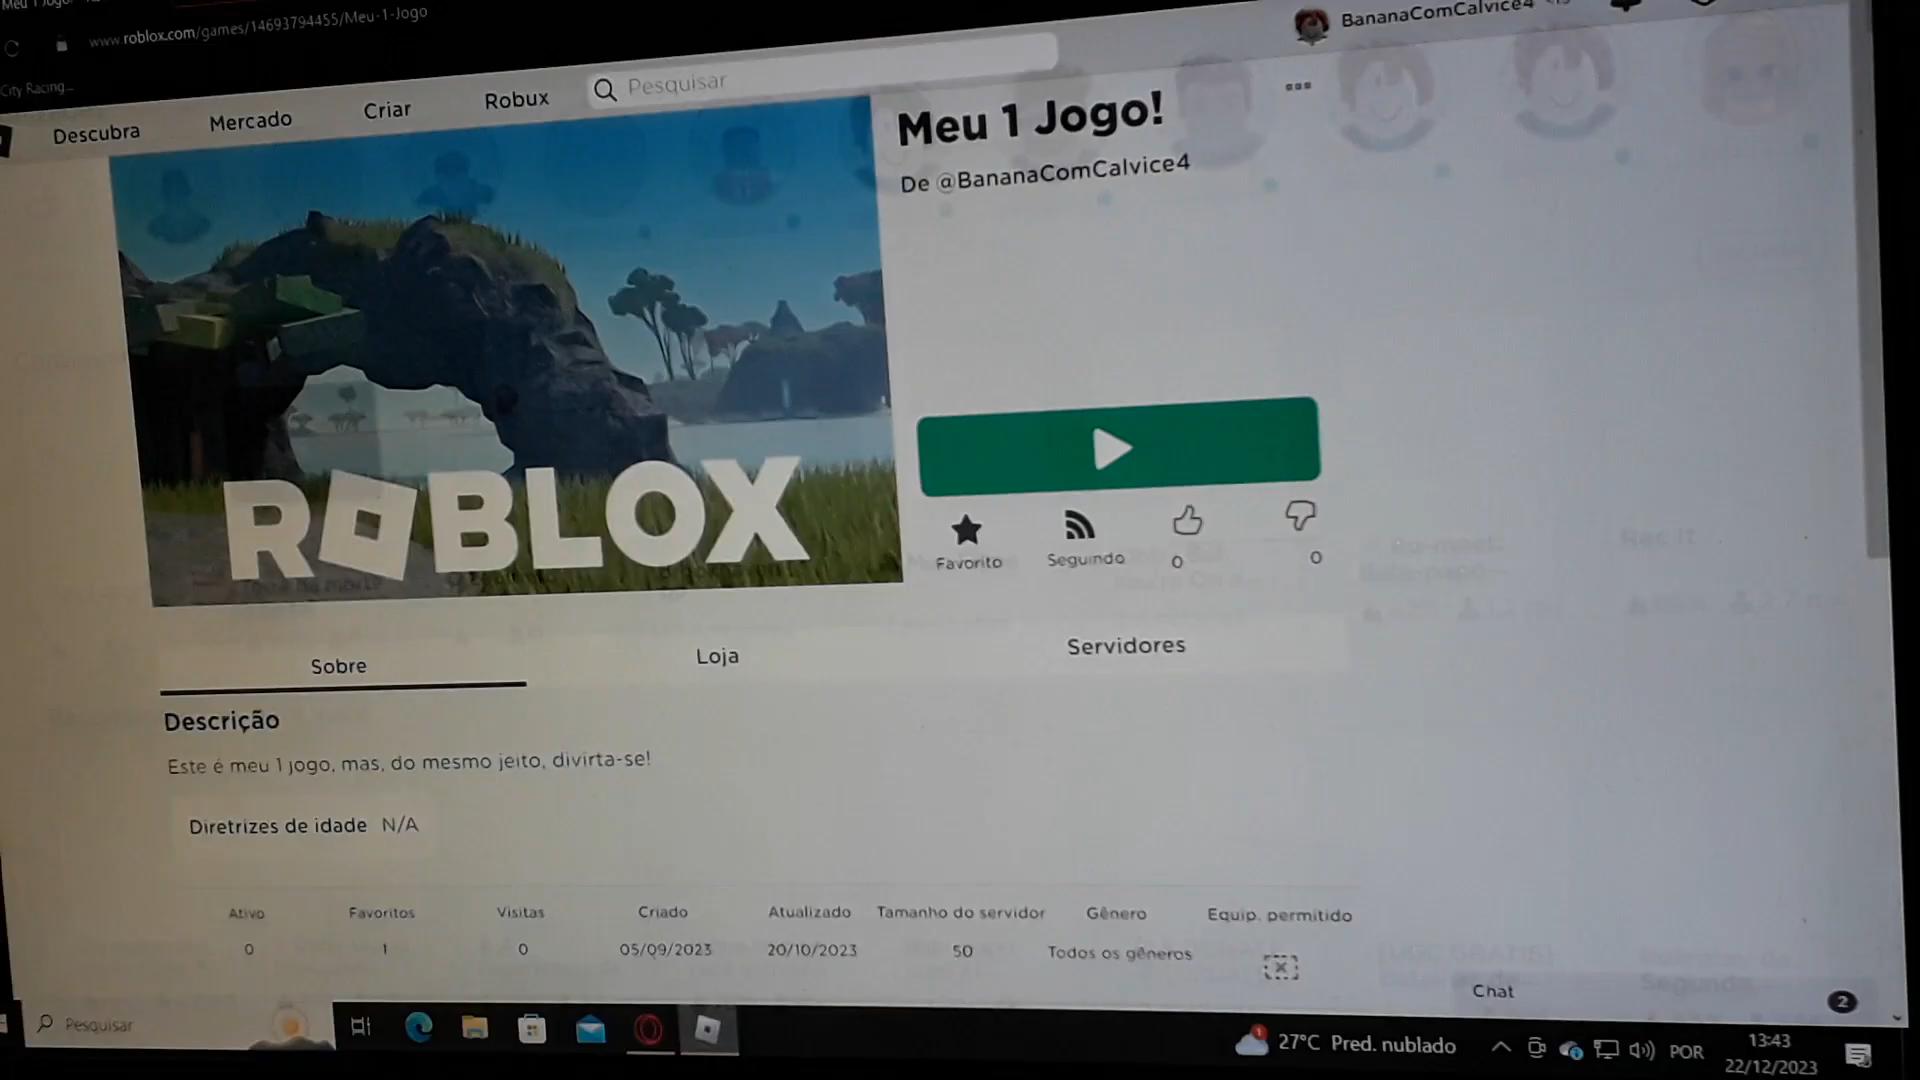 www.roblox.com/games/14693794455/Meu-1-Jogo
City Racing...
BananaComCalvice4
Descubra
Mercado
Criar
Robux
Pesquisar
Meu 1 Jogo!
De @BananaComCalvice4
ROBLOX
Favorito
Seguindo
0
0
Sobre
Loja
Servidores
Descrição
Este é meu 1 jogo, mas, do mesmo jeito, divirta-se!
Diretrizes de idade N/A
Ativo Favoritos Visitas Criado Atualizado Tamanho do servidor Gênero Equip. permitido
0 1 0 05/09/2023 20/10/2023 50 Todos os gêneros
Chat
2
Pesquisar
1
27°C Pred. nublado
POR
13:43
22/12/2023